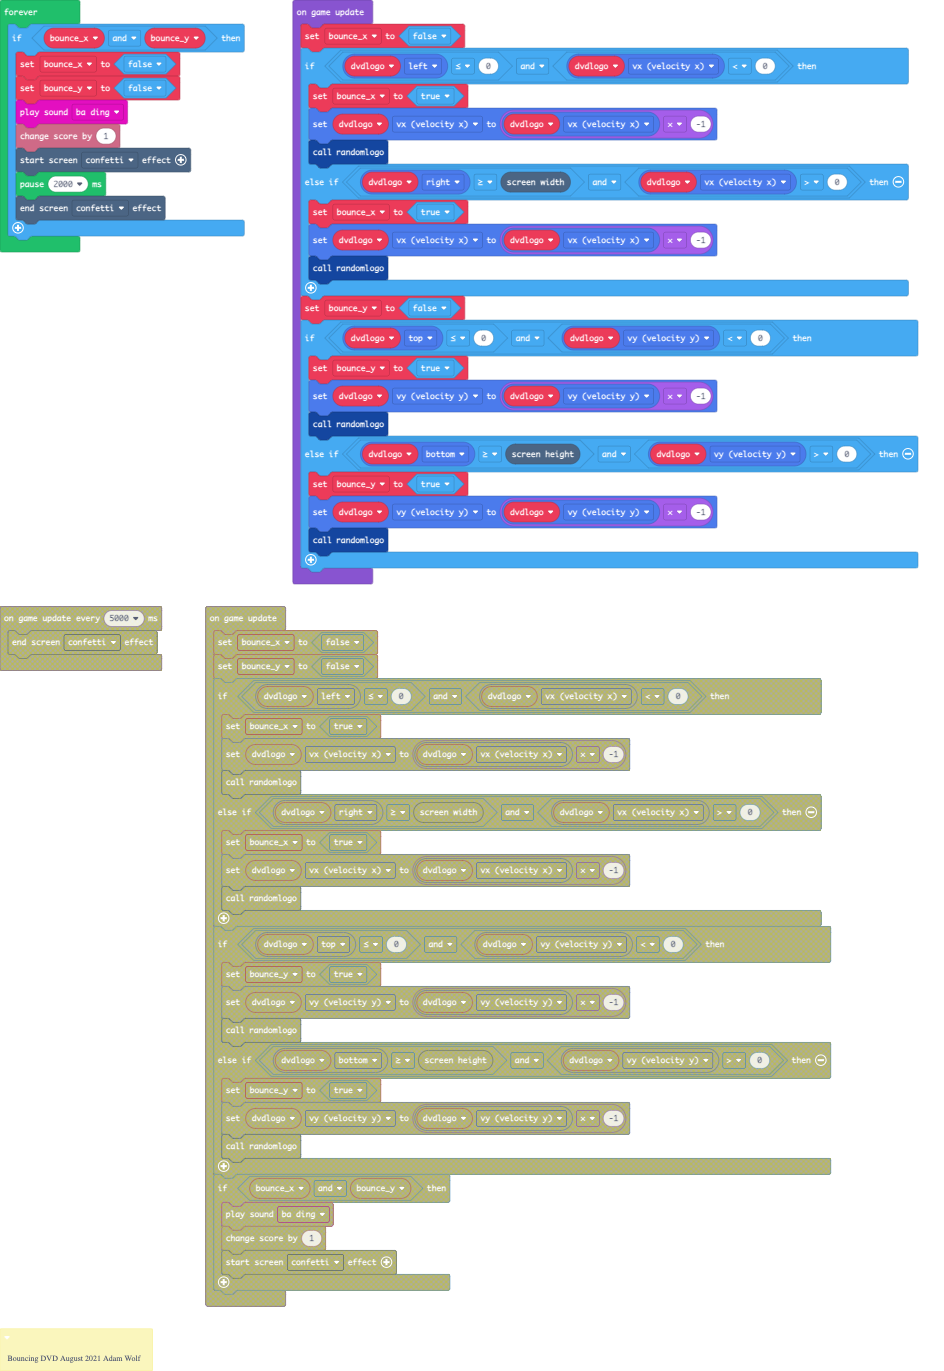 forever
if bounce_x and bounce_y then
set bounce_x to false
set bounce_y to false
play sound ba ding
change score by 1
start screen confetti effect
pause 2000 ms
end screen confetti effect
on game update
set bounce_x to false
if dvdlogo left ≤ 0 and dvdlogo vx (velocity x) < 0 then
set bounce_x to true
set dvdlogo vx (velocity x) to dvdlogo vx (velocity x) × -1
call randomlogo
else if dvdlogo right ≥ screen width and dvdlogo vx (velocity x) > 0 then
set bounce_x to true
set dvdlogo vx (velocity x) to dvdlogo vx (velocity x) × -1
call randomlogo
set bounce_y to false
if dvdlogo top ≤ 0 and dvdlogo vy (velocity y) < 0 then
set bounce_y to true
set dvdlogo vy (velocity y) to dvdlogo vy (velocity y) × -1
call randomlogo
else if dvdlogo bottom ≥ screen height and dvdlogo vy (velocity y) > 0 then
set bounce_y to true
set dvdlogo vy (velocity y) to dvdlogo vy (velocity y) × -1
call randomlogo
on game update every 5000 ms
end screen confetti effect
on game update
set bounce_x to false
set bounce_y to false
if dvdlogo left ≤ 0 and dvdlogo vx (velocity x) < 0 then
set bounce_x to true
set dvdlogo vx (velocity x) to dvdlogo vx (velocity x) × -1
call randomlogo
else if dvdlogo right ≥ screen width and dvdlogo vx (velocity x) > 0 then
set bounce_x to true
set dvdlogo vx (velocity x) to dvdlogo vx (velocity x) × -1
call randomlogo
if dvdlogo top ≤ 0 and dvdlogo vy (velocity y) < 0 then
set bounce_y to true
set dvdlogo vy (velocity y) to dvdlogo vy (velocity y) × -1
call randomlogo
else if dvdlogo bottom ≥ screen height and dvdlogo vy (velocity y) > 0 then
set bounce_y to true
set dvdlogo vy (velocity y) to dvdlogo vy (velocity y) × -1
call randomlogo
if bounce_x and bounce_y then
play sound ba ding
change score by 1
start screen confetti effect
Bouncing DVD August 2021 Adam Wolf